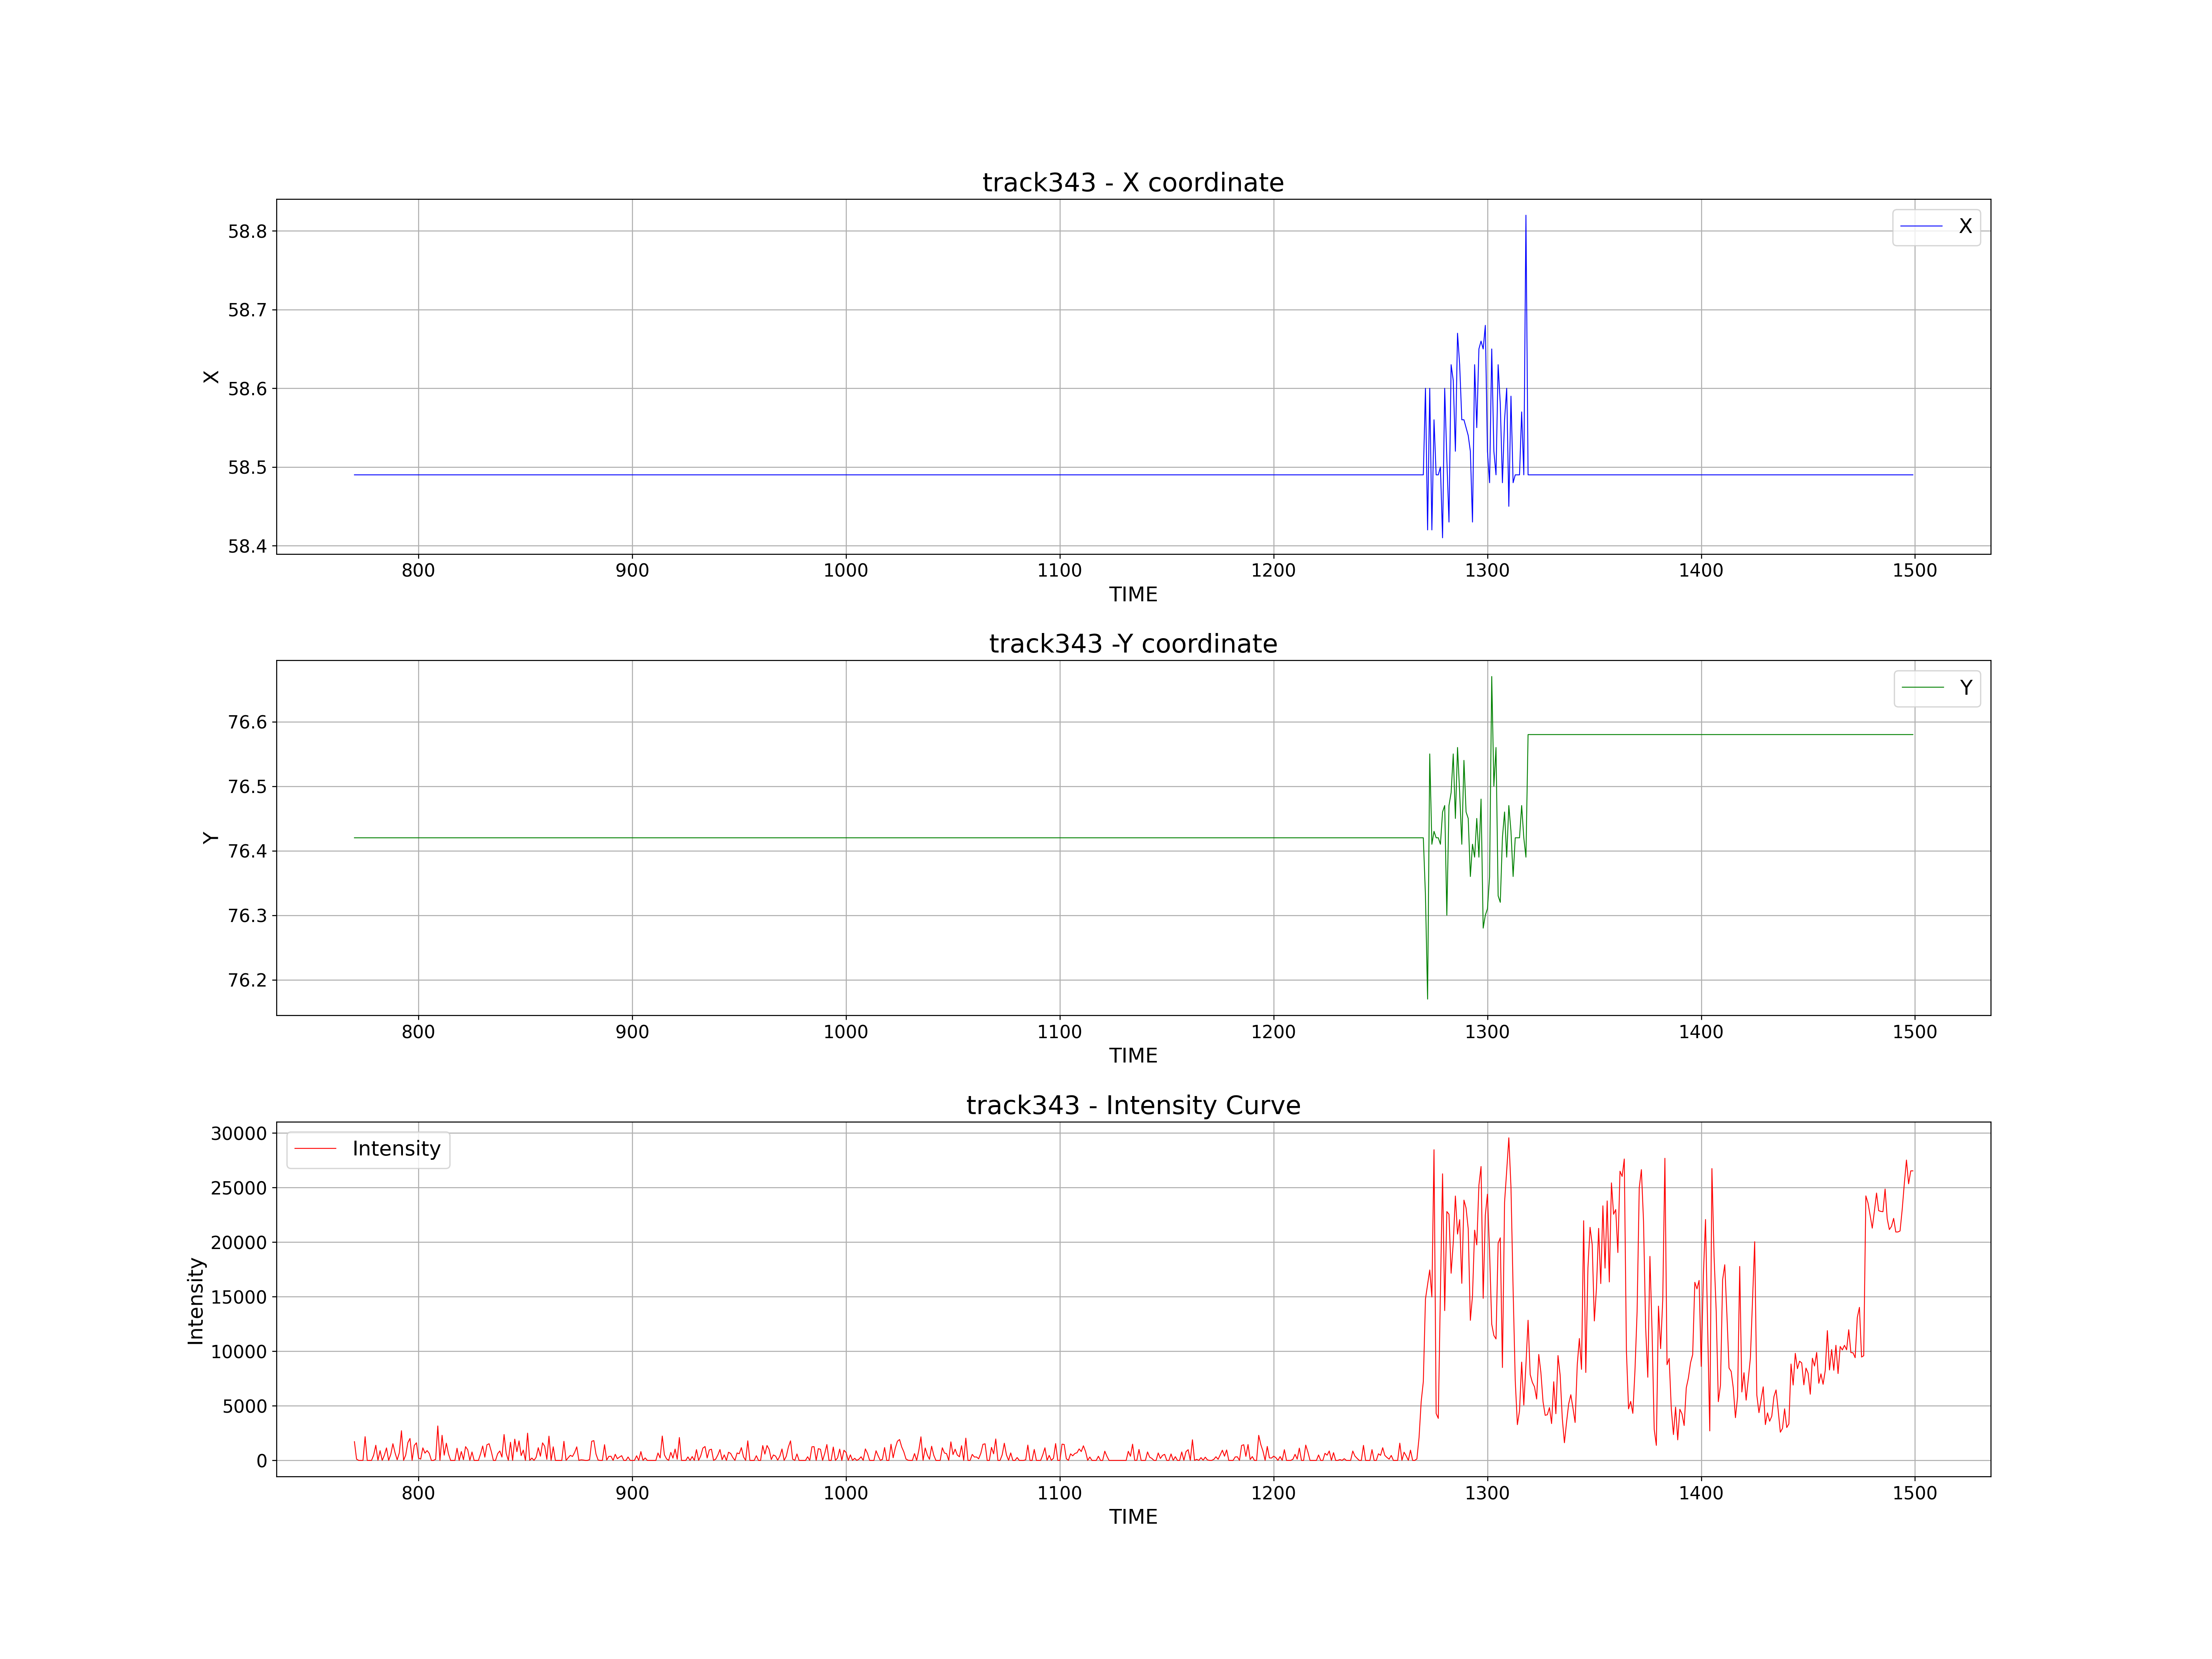 track343 - X coordinate
X
58.8
58.7
58.6
58.5
58.4
X
800 900 1000 1100 1200 1300 1400 1500
TIME
track343 -Y coordinate
Y
76.6
76.5
76.4
76.3
76.2
Y
800 900 1000 1100 1200 1300 1400 1500
TIME
track343 - Intensity Curve
Intensity
30000
25000
20000
15000
10000
5000
0
Intensity
800 900 1000 1100 1200 1300 1400 1500
TIME